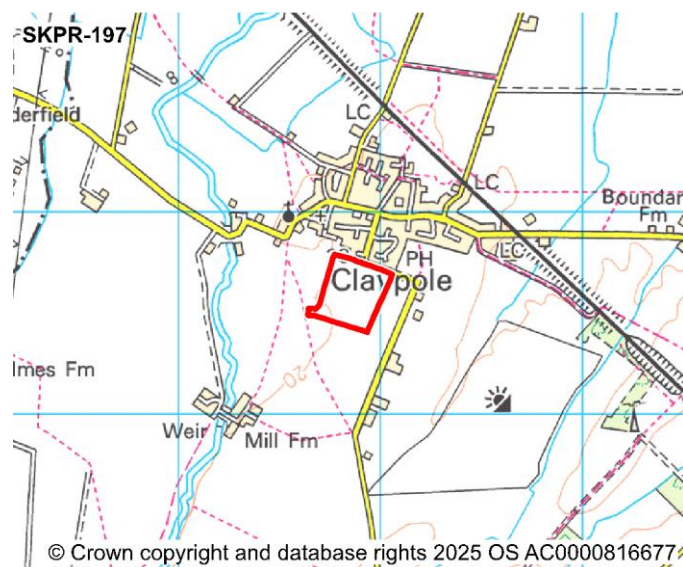 SKPR-197
derfield
LC
LC
Boundar
Fm
LC
PH
Claypole
lmes Fm
20
Weir
Mill Fm
© Crown copyright and database rights 2025 OS AC0000816677